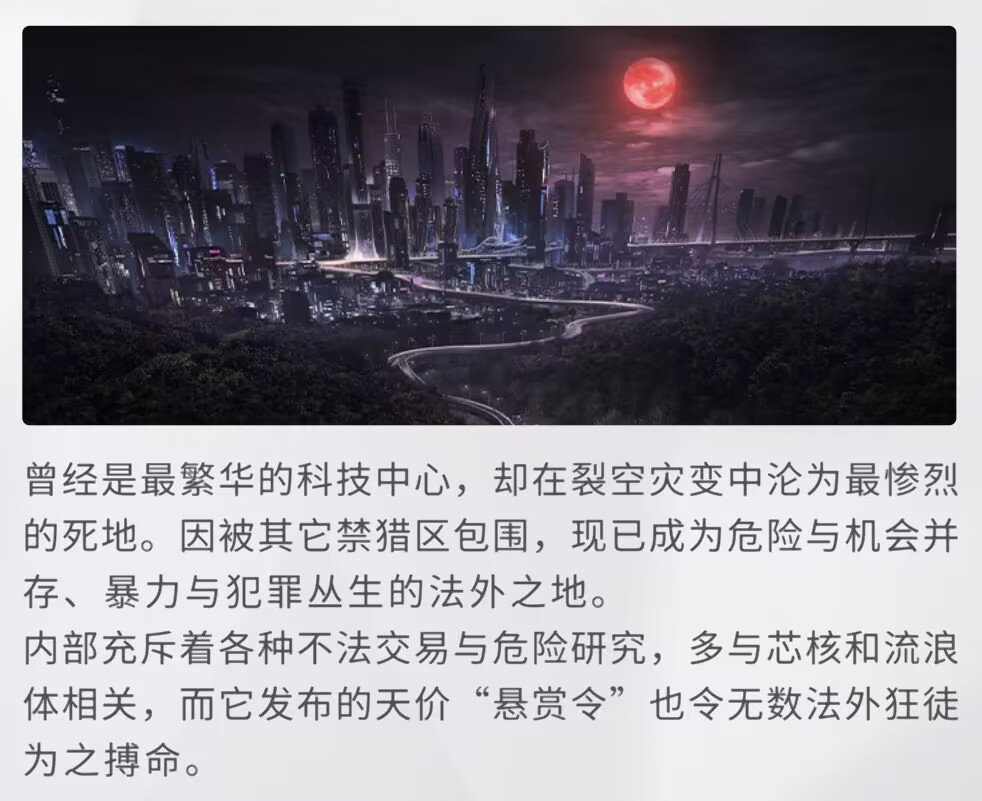 曾经是最繁华的科技中心，却在裂空灾变中沦为最惨烈
的死地。因被其它禁猎区包围，现已成为危险与机会并
存、暴力与犯罪丛生的法外之地。
内部充斥着各种不法交易与危险研究，多与芯核和流浪
体相关，而它发布的天价“悬赏令”也令无数法外狂徒
为之搏命。